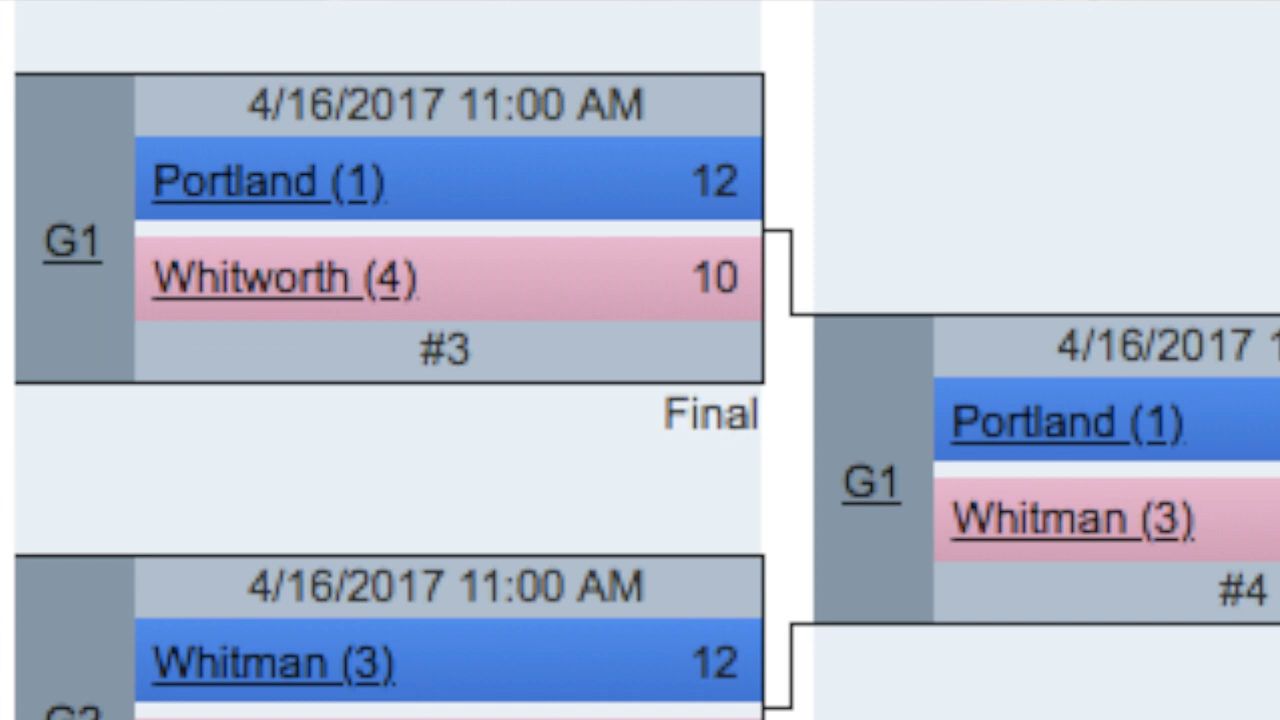 4/16/2017 11:00 AM
Portland (1) 12
G1
Whitworth (4) 10
#3
Final
4/16/2017 11:00 AM
Whitman (3) 12
4/16/2017
Portland (1)
G1
Whitman (3)
#4